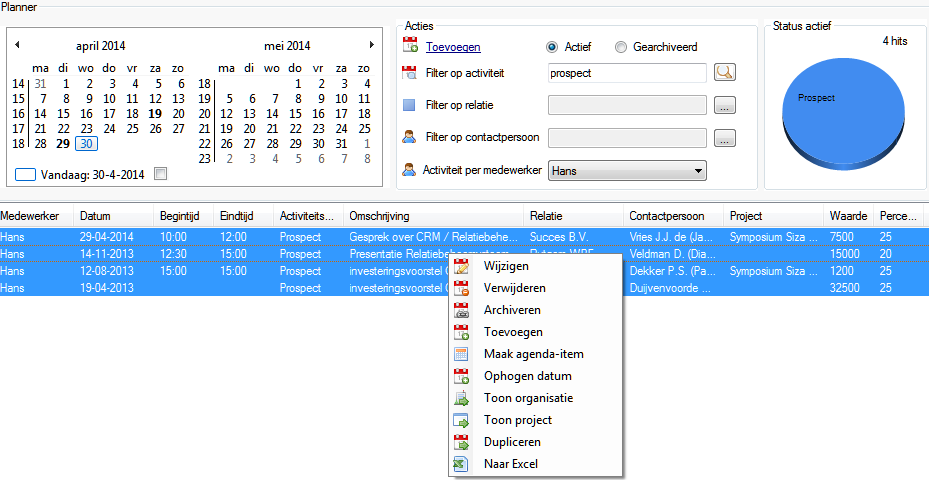 Planner
april 2014
mei 2014
ma di wo do vr za zo
14 31 1 2 3 4 5 6
15 7 8 9 10 11 12 13
16 14 15 16 17 18 19 20
17 21 22 23 24 25 26 27
18 28 29 30
ma di wo do vr za zo
18 1 2 3 4
19 5 6 7 8 9 10 11
20 12 13 14 15 16 17 18
21 19 20 21 22 23 24 25
22 26 27 28 29 30 31 1
23 2 3 4 5 6 7 8
Vandaag: 30-4-2014
Acties
Toevoegen Actief Gearchiveerd
Filter op activiteit prospect
Filter op relatie ...
Filter op contactpersoon ...
Activiteit per medewerker Hans
Status actief
4 hits
Prospect
Medewerker Datum Begintijd Eindtijd Activiteits... Omschrijving Relatie Contactpersoon Project Waarde Perce...
Hans 29-04-2014 10:00 12:00 Prospect Gesprek over CRM / Relatiebehe... Succes B.V. Vries J.J. de (Ja... Symposium Siza ... 7500 25
Hans 14-11-2013 12:30 15:00 Prospect Presentatie Veldman D. (Dia... 15000 20
Hans 12-08-2013 15:00 15:00 Prospect investeringsvoorstel Dekker P.S. (Pa... Symposium Siza ... 1200 25
Hans 19-04-2013 Prospect investeringsvoorstel Duijvenvoorde ... 32500 25
Wijzigen
Verwijderen
Archiveren
Toevoegen
Maak agenda-item
Ophogen datum
Toon organisatie
Toon project
Dupliceren
Naar Excel